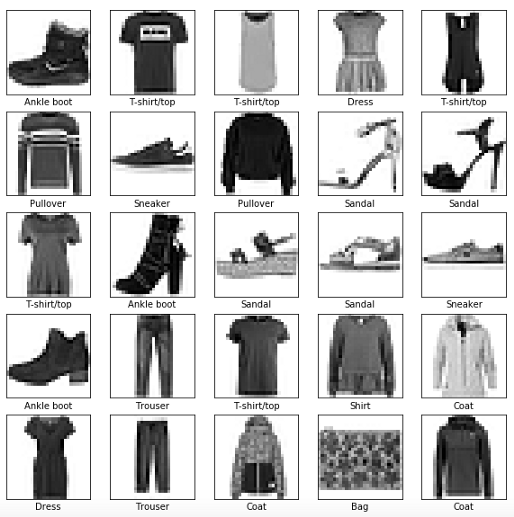 Ankle boot
T-shirt/top
T-shirt/top
Dress
T-shirt/top
Pullover
Sneaker
Pullover
Sandal
Sandal
T-shirt/top
Ankle boot
Sandal
Sandal
Sneaker
Ankle boot
Trouser
T-shirt/top
Shirt
Coat
Dress
Trouser
Coat
Bag
Coat